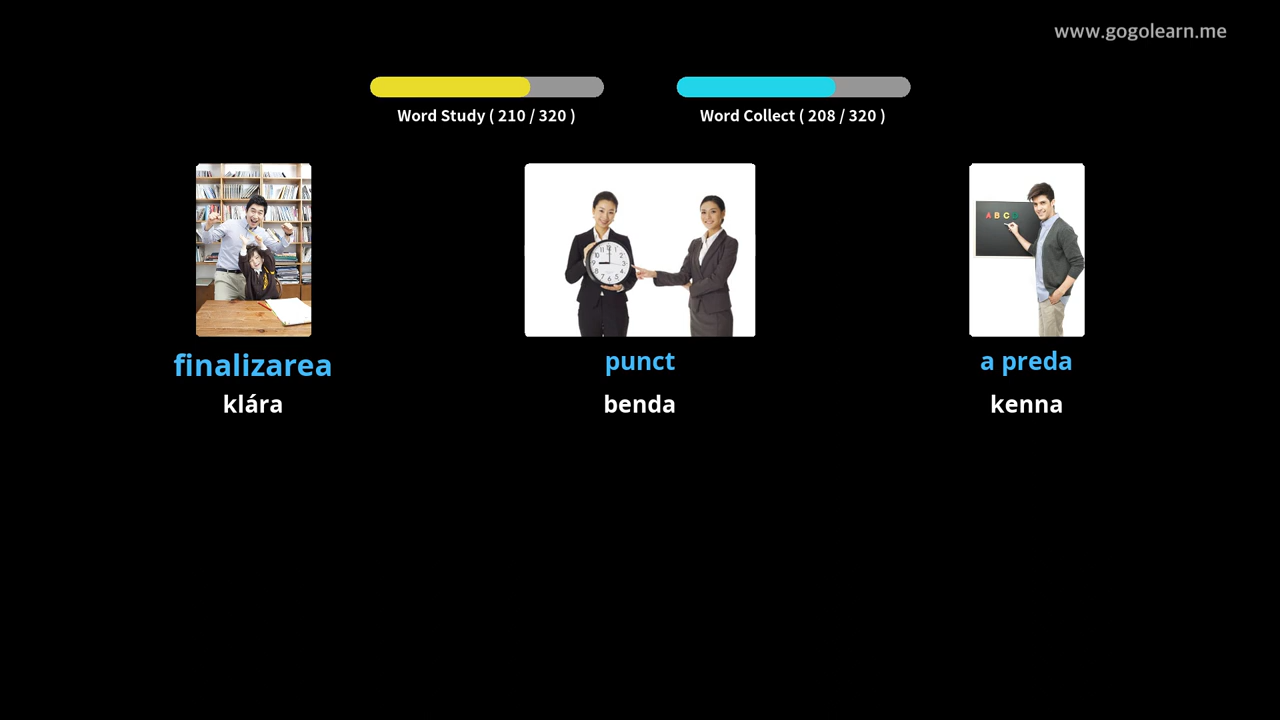 www.gogolearn.me
Word Study ( 210 / 320 )
Word Collect ( 208 / 320 )
A B C D
finalizarea
punct
a preda
klára
benda
kenna